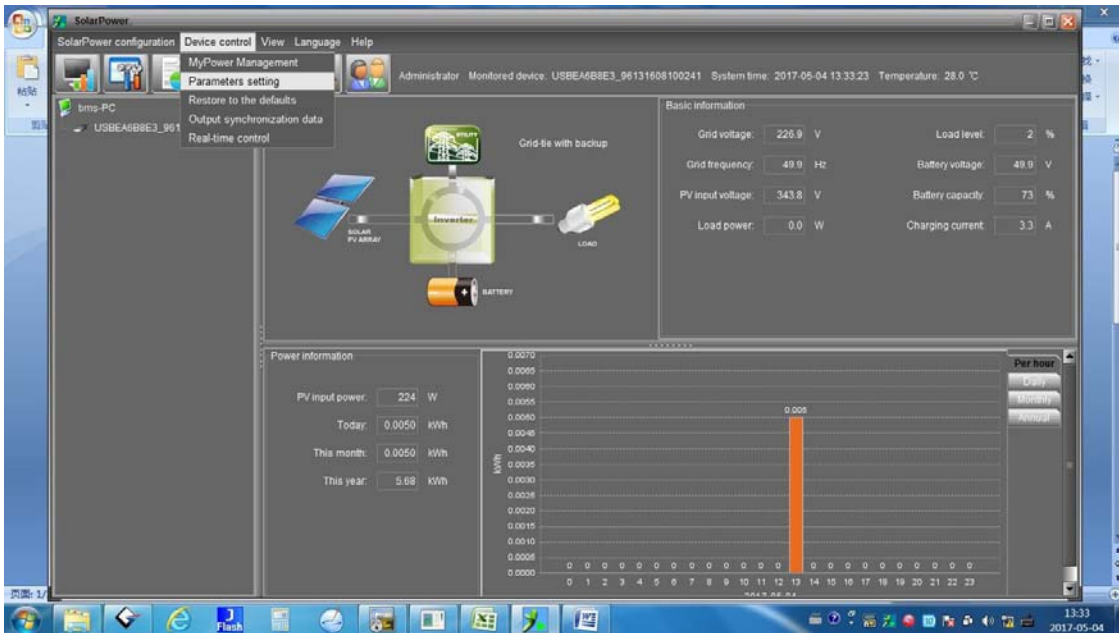 SolarPower
SolarPower configuration Device control View Language Help
MyPower Management
Parameters setting
Restore to the defaults
Output synchronization data
Real-time control
Administrator Monitored device: USBEA6B8E3_96131608100241 System time: 2017-05-04 13:33:23 Temperature: 28.0 ℃
粘贴
bms-PC
USBEA6B8E3_961
UTILITY
Grid-tie with backup
SOLAR
PV ARRAY
Inverter
LOAD
BATTERY
Basic information
Grid voltage: 226.9 V Load level: 2 %
Grid frequency: 49.9 Hz Battery voltage: 49.9 V
PV input voltage: 343.8 V Battery capacity: 73 %
Load power: 0.0 W Charging current: 3.3 A
Power information
PV input power: 224 W
Today: 0.0050 kWh
This month: 0.0050 kWh
This year: 5.68 kWh
kWh
0.0070
0.0065
0.0060
0.0055
0.0050
0.0045
0.0040
0.0035
0.0030
0.0025
0.0020
0.0015
0.0010
0.0005
0.0000
0.005
0 0 0 0 0 0 0 0 0 0 0 0 0 0 0 0 0 0 0 0 0 0 0
0 1 2 3 4 5 6 7 8 9 10 11 12 13 14 15 16 17 18 19 20 21 22 23
2017-05-04
Per hour
Daily
Monthly
Annual
页面: 1/
J
Flash
13:33
2017-05-04